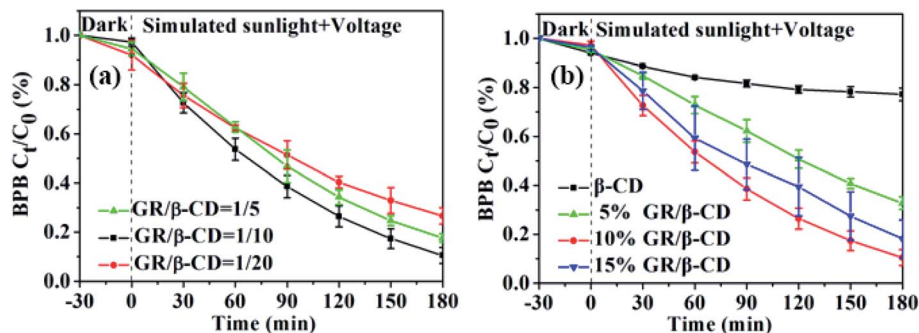 Dark Simulated sunlight+Voltage
(a)
BPB Cₜ/C₀ (%)
1.0
0.8
0.6
0.4
0.2
0.0
GR/β-CD=1/5
GR/β-CD=1/10
GR/β-CD=1/20
-30 0 30 60 90 120 150 180
Time (min)
Dark Simulated sunlight+Voltage
(b)
BPB Cₜ/C₀ (%)
1.0
0.8
0.6
0.4
0.2
0.0
β-CD
5% GR/β-CD
10% GR/β-CD
15% GR/β-CD
-30 0 30 60 90 120 150 180
Time (min)